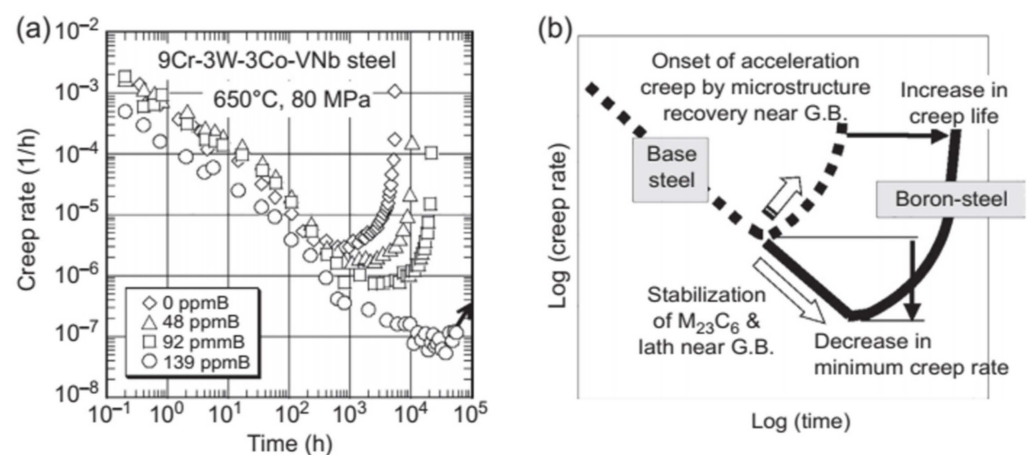 (a)
10⁻²
10⁻³
10⁻⁴
10⁻⁵
10⁻⁶
10⁻⁷
10⁻⁸
Creep rate (1/h)
9Cr-3W-3Co-VNb steel
650°C, 80 MPa
0 ppmB
48 ppmB
92 pmmB
139 ppmB
10⁻¹ 10⁰ 10¹ 10² 10³ 10⁴ 10⁵
Time (h)
(b)
Log (creep rate)
Onset of acceleration
creep by microstructure
recovery near G.B.
Increase in
creep life
Base
steel
Boron-steel
Stabilization
of M₂₃C₆ &
lath near G.B.
Decrease in
minimum creep rate
Log (time)